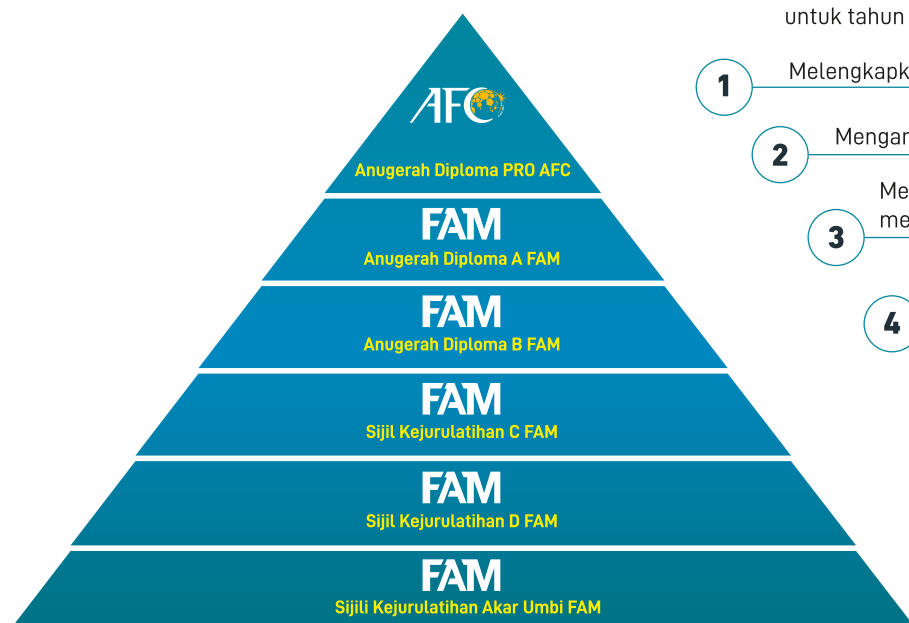 AFC
Anugerah Diploma PRO AFC
FAM
Anugerah Diploma A FAM
FAM
Anugerah Diploma B FAM
FAM
Sijil Kejurulatihan C FAM
FAM
Sijil Kejurulatihan D FAM
FAM
Sijili Kejurulatihan Akar Umbi FAM
untuk tahun
1
Melengkapk
2
Mengar
3
Me
me
4